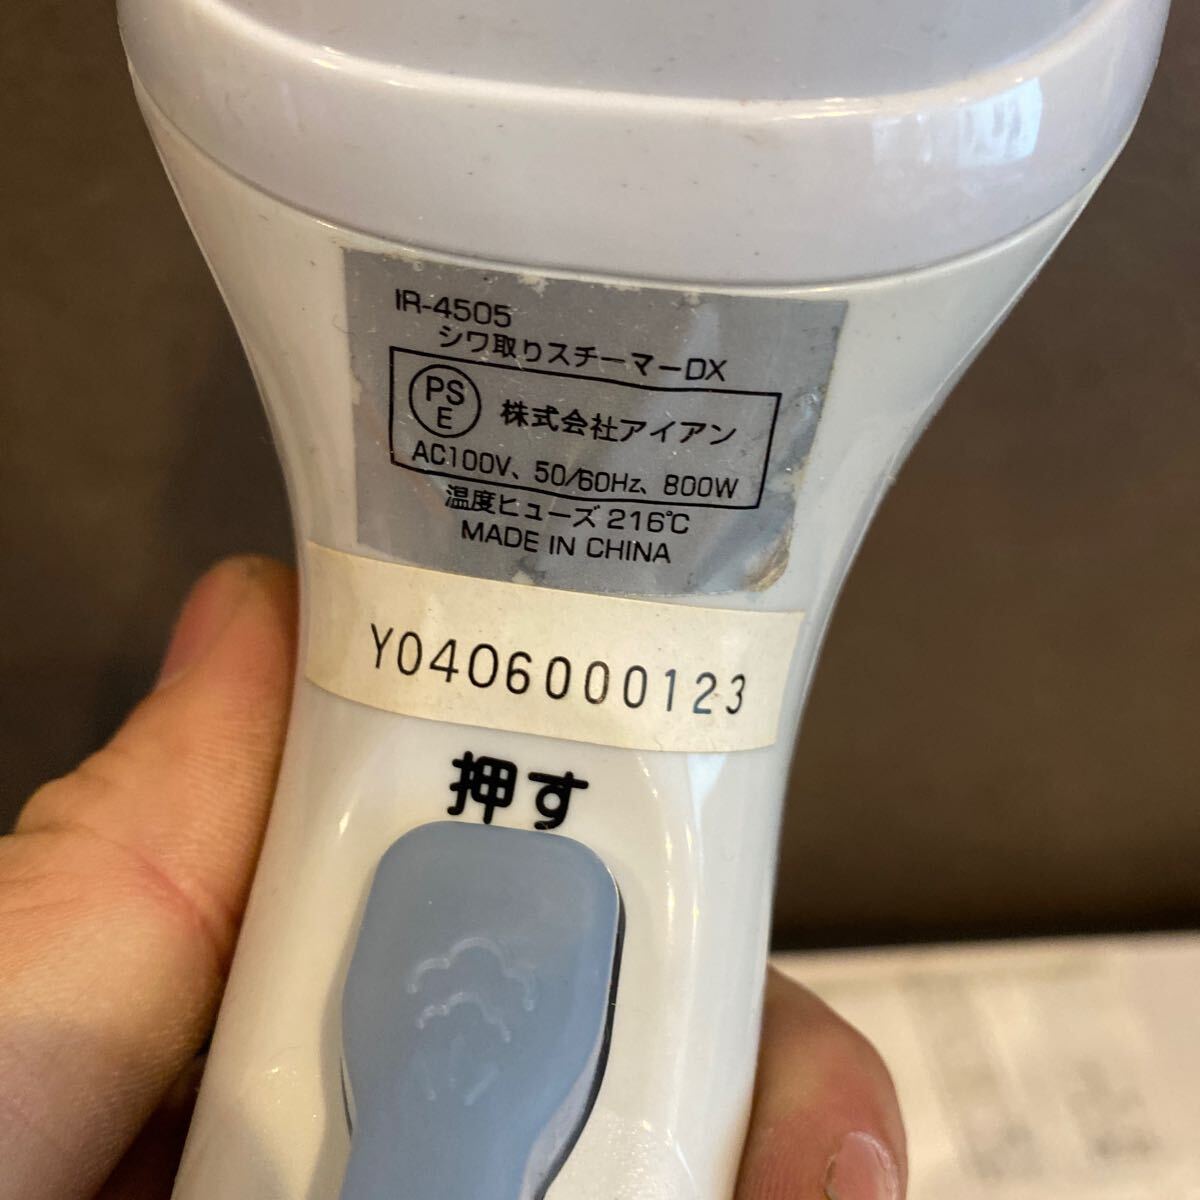 IR-4505
シワ取りスチーマーDX
PS
E
株式会社アイアン
AC100V、50/60Hz、800W
温度ヒューズ 216℃
MADE IN CHINA
Y0406000123
押す